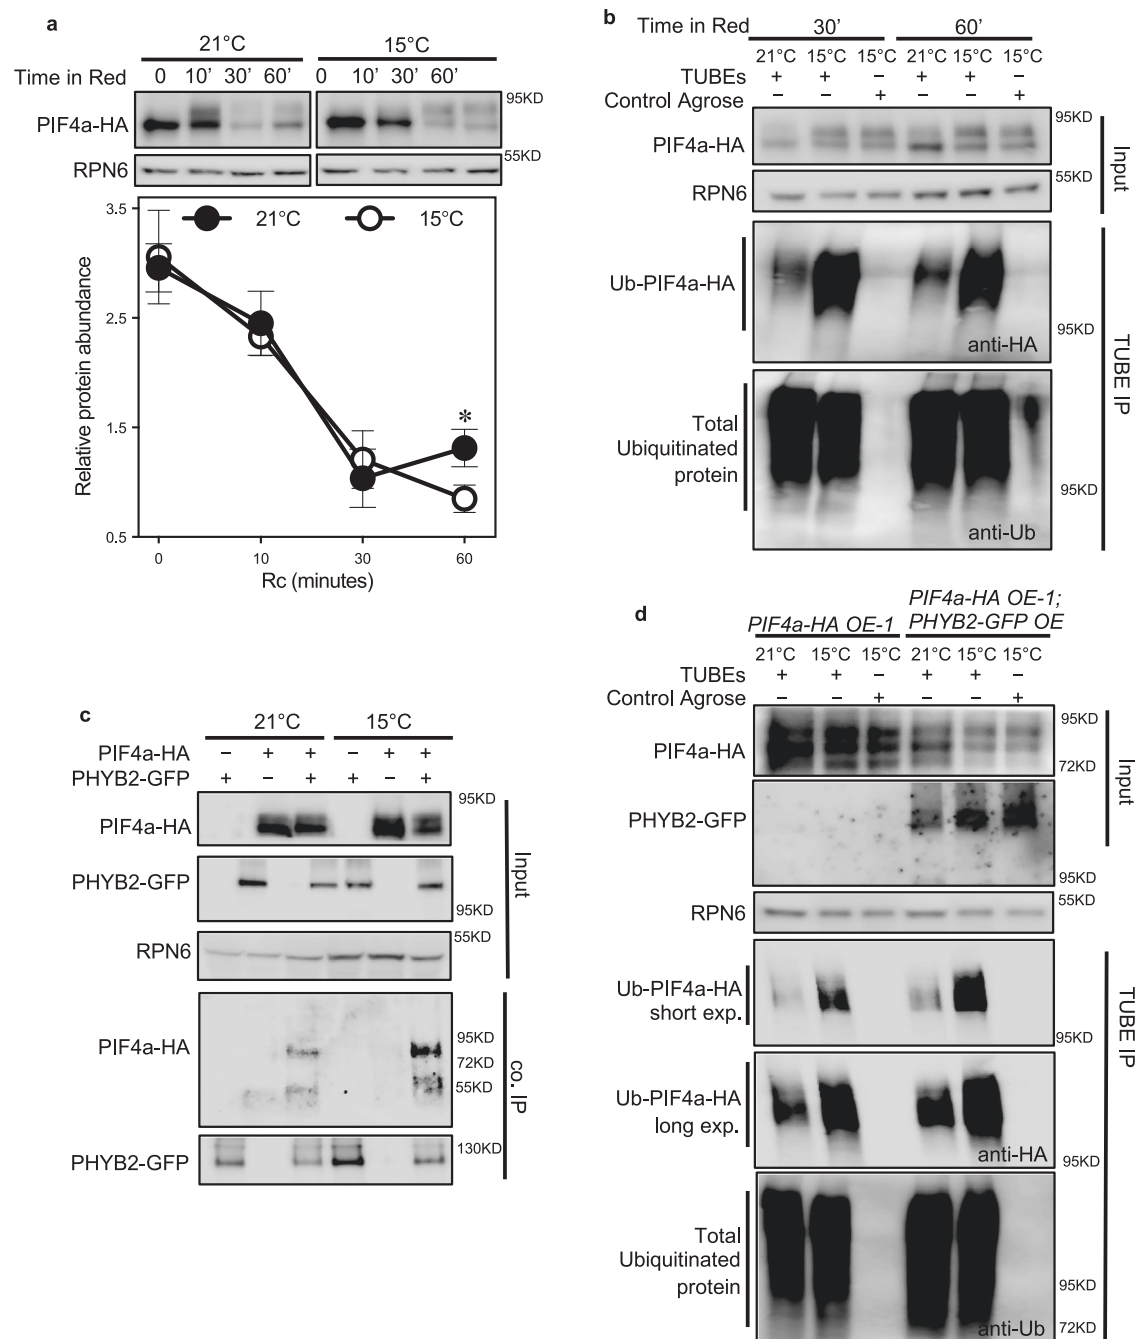 a
21°C 15°C
Time in Red 0 10’ 30’ 60’ 0 10’ 30’ 60’
95KD
PIF4a-HA
55KD
RPN6
3.5
21°C 15°C
2.5
1.5
0.5
*
Relative protein abundance
0 10 30 60
Rc (minutes)
b
Time in Red 30’ 60’
21°C 15°C 15°C 21°C 15°C 15°C
TUBEs + + – + + –
Control Agrose – – + – – +
95KD
PIF4a-HA
55KD
RPN6
Input
Ub-PIF4a-HA
95KD
anti-HA
Total
Ubiquitinated
protein
95KD
anti-Ub
TUBE IP
c
21°C 15°C
PIF4a-HA – + + – + +
PHYB2-GFP + – + + – +
95KD
PIF4a-HA
PHYB2-GFP
95KD
55KD
RPN6
Input
PIF4a-HA
95KD
72KD
55KD
130KD
PHYB2-GFP
co. IP
d
PIF4a-HA OE-1
PIF4a-HA OE-1;
PHYB2-GFP OE
21°C 15°C 15°C 21°C 15°C 15°C
TUBEs + + – + + –
Control Agrose – – + – – +
95KD
PIF4a-HA
72KD
PHYB2-GFP
95KD
55KD
RPN6
Input
Ub-PIF4a-HA
short exp.
95KD
Ub-PIF4a-HA
long exp.
anti-HA
95KD
Total
Ubiquitinated
protein
95KD
72KD
anti-Ub
TUBE IP